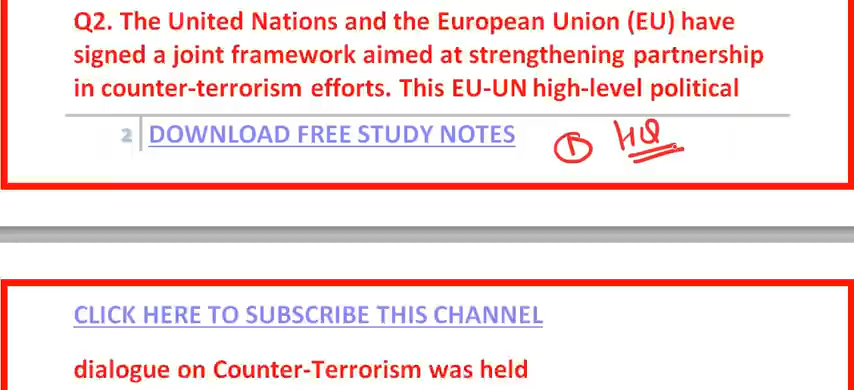 Q2. The United Nations and the European Union (EU) have
signed a joint framework aimed at strengthening partnership
in counter-terrorism efforts. This EU-UN high-level political
2 DOWNLOAD FREE STUDY NOTES
HQ
CLICK HERE TO SUBSCRIBE THIS CHANNEL
dialogue on Counter-Terrorism was held